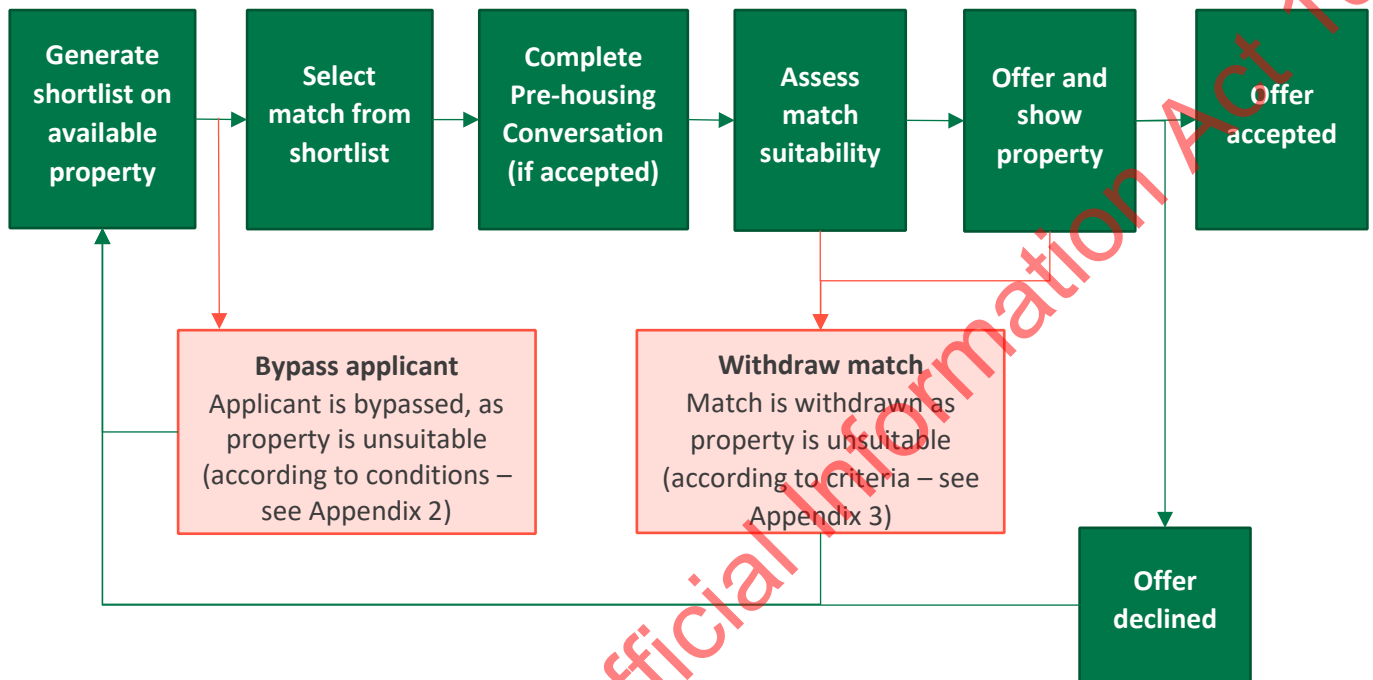 Generate
shortlist on
available
property
Select
match from
shortlist
Complete
Pre-housing
Conversation
(if accepted)
Assess
match
suitability
Offer and
show
property
Offer
accepted
Bypass applicant
Applicant is bypassed, as
property is unsuitable
(according to conditions –
see Appendix 2)
Withdraw match
Match is withdrawn as
property is unsuitable
(according to criteria – see
Appendix 3)
Offer
declined
Information Act